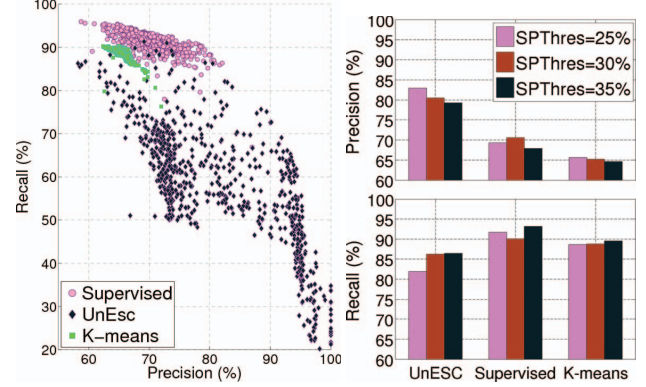 100
90
80
70
60
50
40
30
20
Recall (%)
Supervised
UnEsc
K-means
60
70
80
90
100
Precision (%)
100
95
90
85
80
75
70
65
60
Precision (%)
SPThres=25%
SPThres=30%
SPThres=35%
100
95
90
85
80
75
70
65
60
Recall (%)
UnESC
Supervised
K-means